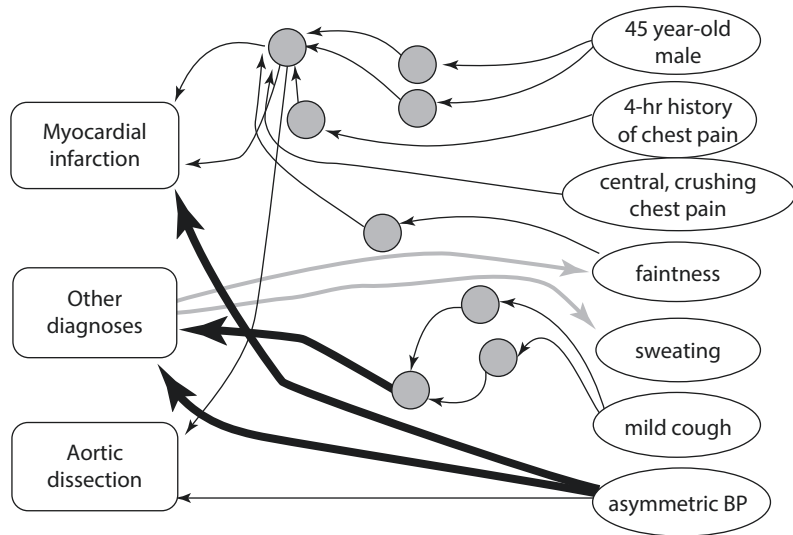 45 year-old
male
Myocardial
infarction
4-hr history
of chest pain
central, crushing
chest pain
Other
diagnoses
faintness
sweating
mild cough
Aortic
dissection
asymmetric BP